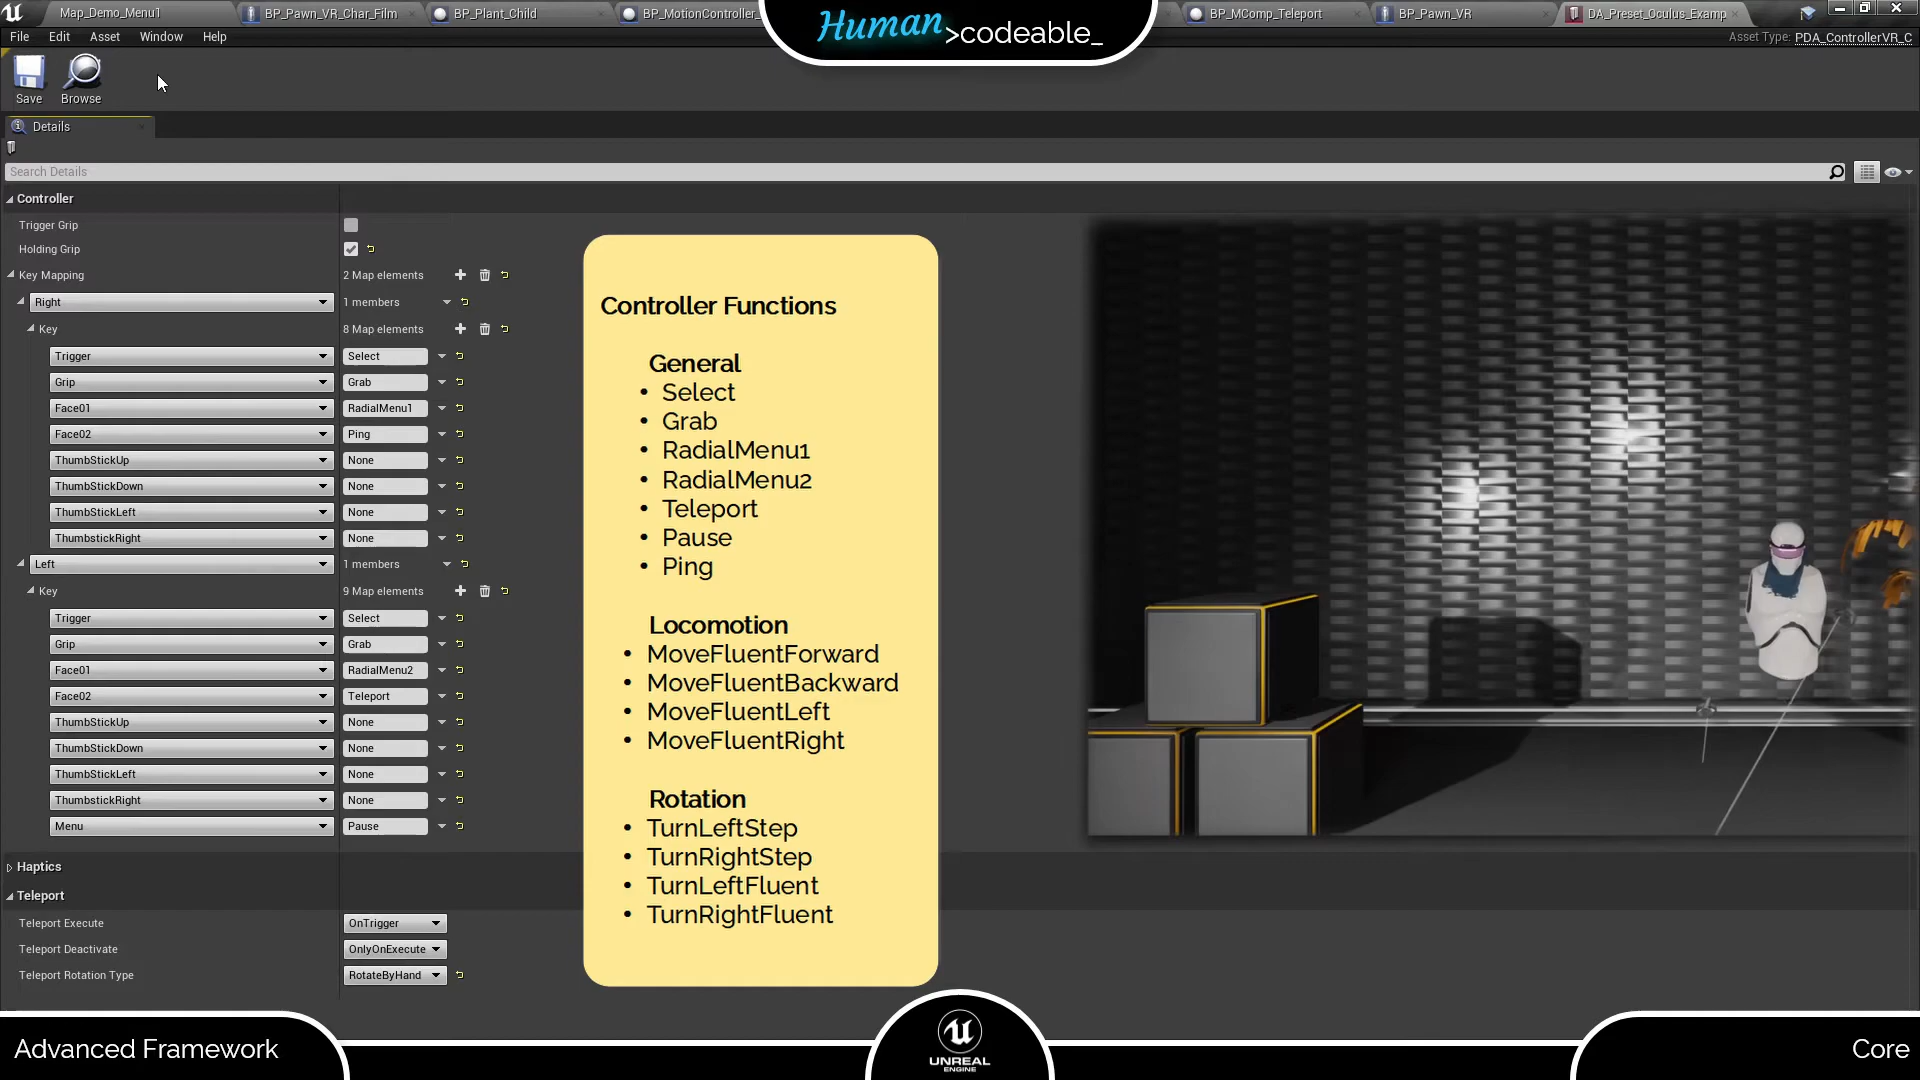 Map_Demo_Menu1
BP_Pawn_VR_Char_Film
BP_Plant_Child
BP_MotionController_
BP_MComp_Teleport
BP_Pawn_VR
DA_Preset_Oculus_Examp
Human >codeable_
File Edit Asset Window Help
Asset Type: PDA_ControllerVR_C
Save Browse
Details
Search Details
Controller
Trigger Grip
Holding Grip
Key Mapping 2 Map elements
Right 1 members
Key 8 Map elements
Trigger Select
Grip Grab
Face01 RadialMenu1
Face02 Ping
ThumbStickUp None
ThumbStickDown None
ThumbStickLeft None
ThumbstickRight None
Left 1 members
Key 9 Map elements
Trigger Select
Grip Grab
Face01 RadialMenu2
Face02 Teleport
ThumbStickUp None
ThumbStickDown None
ThumbStickLeft None
ThumbstickRight None
Menu Pause
Haptics
Teleport
Teleport Execute OnTrigger
Teleport Deactivate OnlyOnExecute
Teleport Rotation Type RotateByHand
Controller Functions
General
• Select
• Grab
• RadialMenu1
• RadialMenu2
• Teleport
• Pause
• Ping
Locomotion
• MoveFluentForward
• MoveFluentBackward
• MoveFluentLeft
• MoveFluentRight
Rotation
• TurnLeftStep
• TurnRightStep
• TurnLeftFluent
• TurnRightFluent
Advanced Framework
UNREAL
ENGINE
Core